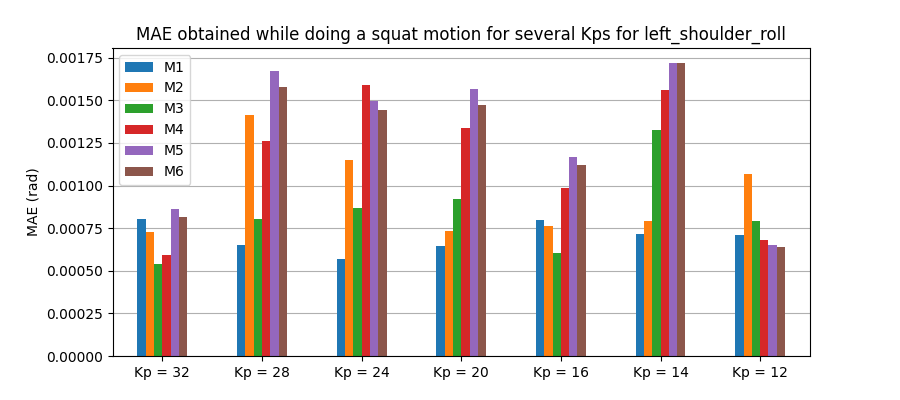 MAE obtained while doing a squat motion for several Kps for left_shoulder_roll
MAE (rad)
0.00175
0.00150
0.00125
0.00100
0.00075
0.00050
0.00025
0.00000
M1
M2
M3
M4
M5
M6
Kp = 32
Kp = 28
Kp = 24
Kp = 20
Kp = 16
Kp = 14
Kp = 12